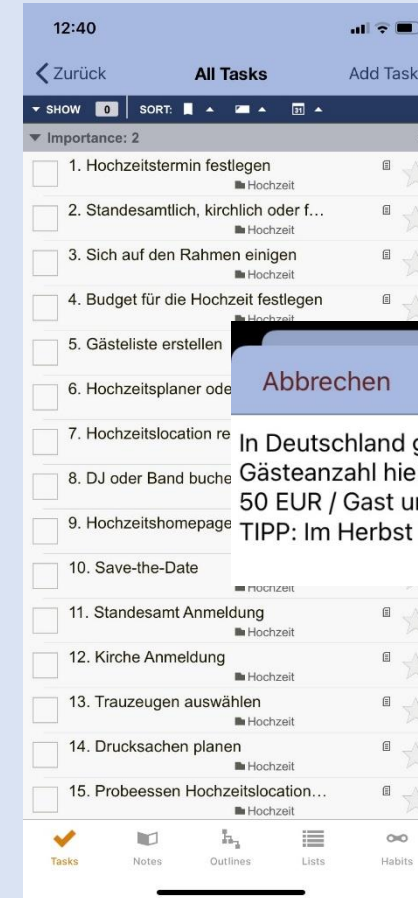 12:40
Zurück All Tasks Add Task
SHOW 0 SORT: 31
Importance: 2
1. Hochzeitstermin festlegen
Hochzeit
2. Standesamtlich, kirchlich oder f...
Hochzeit
3. Sich auf den Rahmen einigen
Hochzeit
4. Budget für die Hochzeit festlegen
Hochzeit
5. Gästeliste erstellen
6. Hochzeitsplaner ode
7. Hochzeitslocation re
8. DJ oder Band buche
9. Hochzeitshomepage
Abbrechen
In Deutschland
Gästeanzahl hie
50 EUR / Gast
TIPP: Im Herbst
10. Save-the-Date
Hochzeit
11. Standesamt Anmeldung
Hochzeit
12. Kirche Anmeldung
Hochzeit
13. Trauzeugen auswählen
Hochzeit
14. Drucksachen planen
Hochzeit
15. Probeessen Hochzeitslocation...
Hochzeit
Tasks Notes Outlines Lists Habits